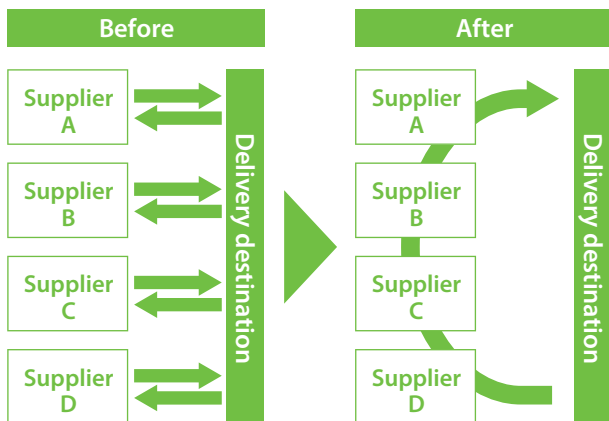 Before
Supplier
A
Supplier
B
Supplier
C
Supplier
D
Delivery destination
After
Supplier
A
Supplier
B
Supplier
C
Supplier
D
Delivery destination